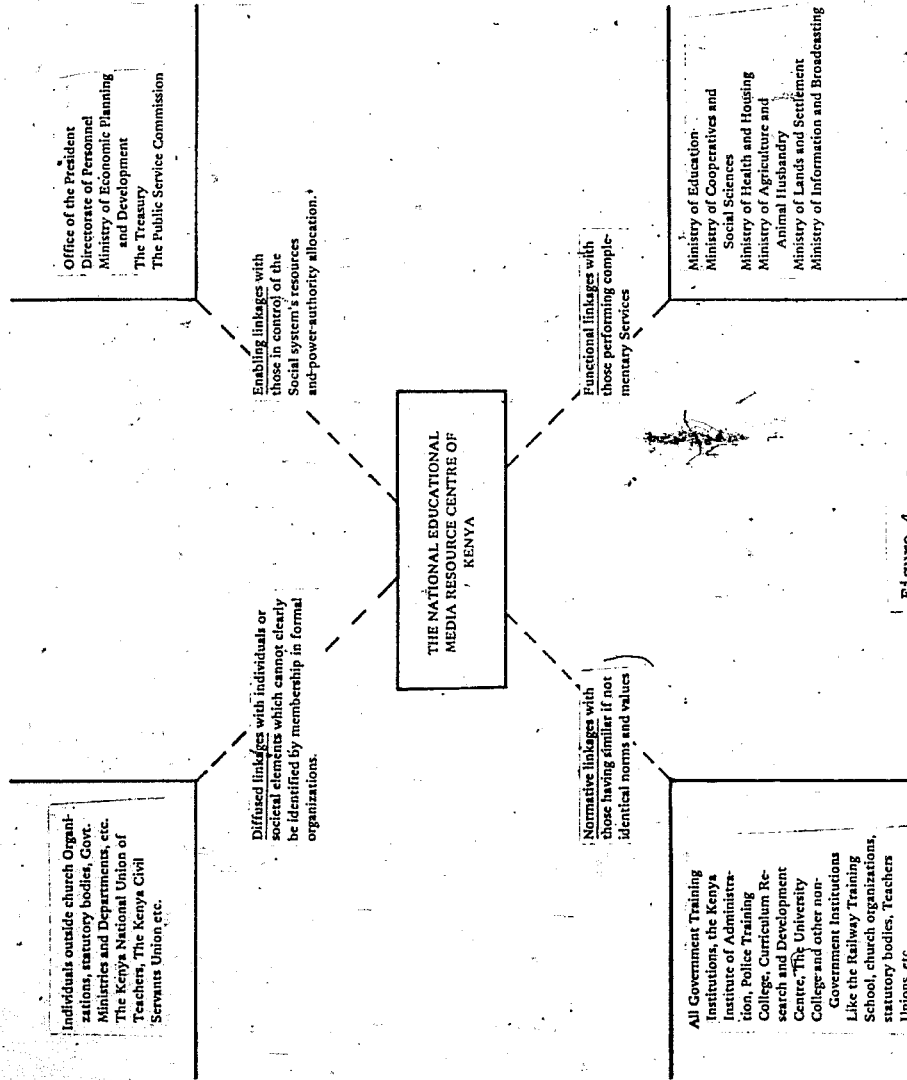 Individuals outside church Organi-
zations, statutory bodies, Govt.
Ministries and Departments, etc.
The Kenya National Union of
Teachers, The Kenya Civil
Servants Union etc.
Office of the President
Directorate of Personnel
Ministry of Economic Planning
and Development
The Treasury
The Public Service Commission
Diffused linkages with individuals or
societal elements which cannot clearly
be identified by membership in formal
organizations.
Enabling linkages with
those in control of the
Social system's resources
and-power-authority allocation.
THE NATIONAL EDUCATIONAL
MEDIA RESOURCE CENTRE OF
KENYA
Normative linkages with
those having similar if not
identical norms and values
Functional linkages with
those performing comple-
mentary Services
All Government Training
Institutions, the Kenya
Institute of Administra-
tion, Police Training
College, Curriculum Re-
search and Development
Centre, The University
College and other non-
Government Institutions
Like the Railway Training
School, church organizations,
statutory bodies, Teachers
Unions, etc.
Ministry of Education
Ministry of Cooperatives and
Social Sciences
Ministry of Health and Housing
Ministry of Agriculture and
Animal Husbandry
Ministry of Lands and Settlement
Ministry of Information and Broadcasting
Figure 4